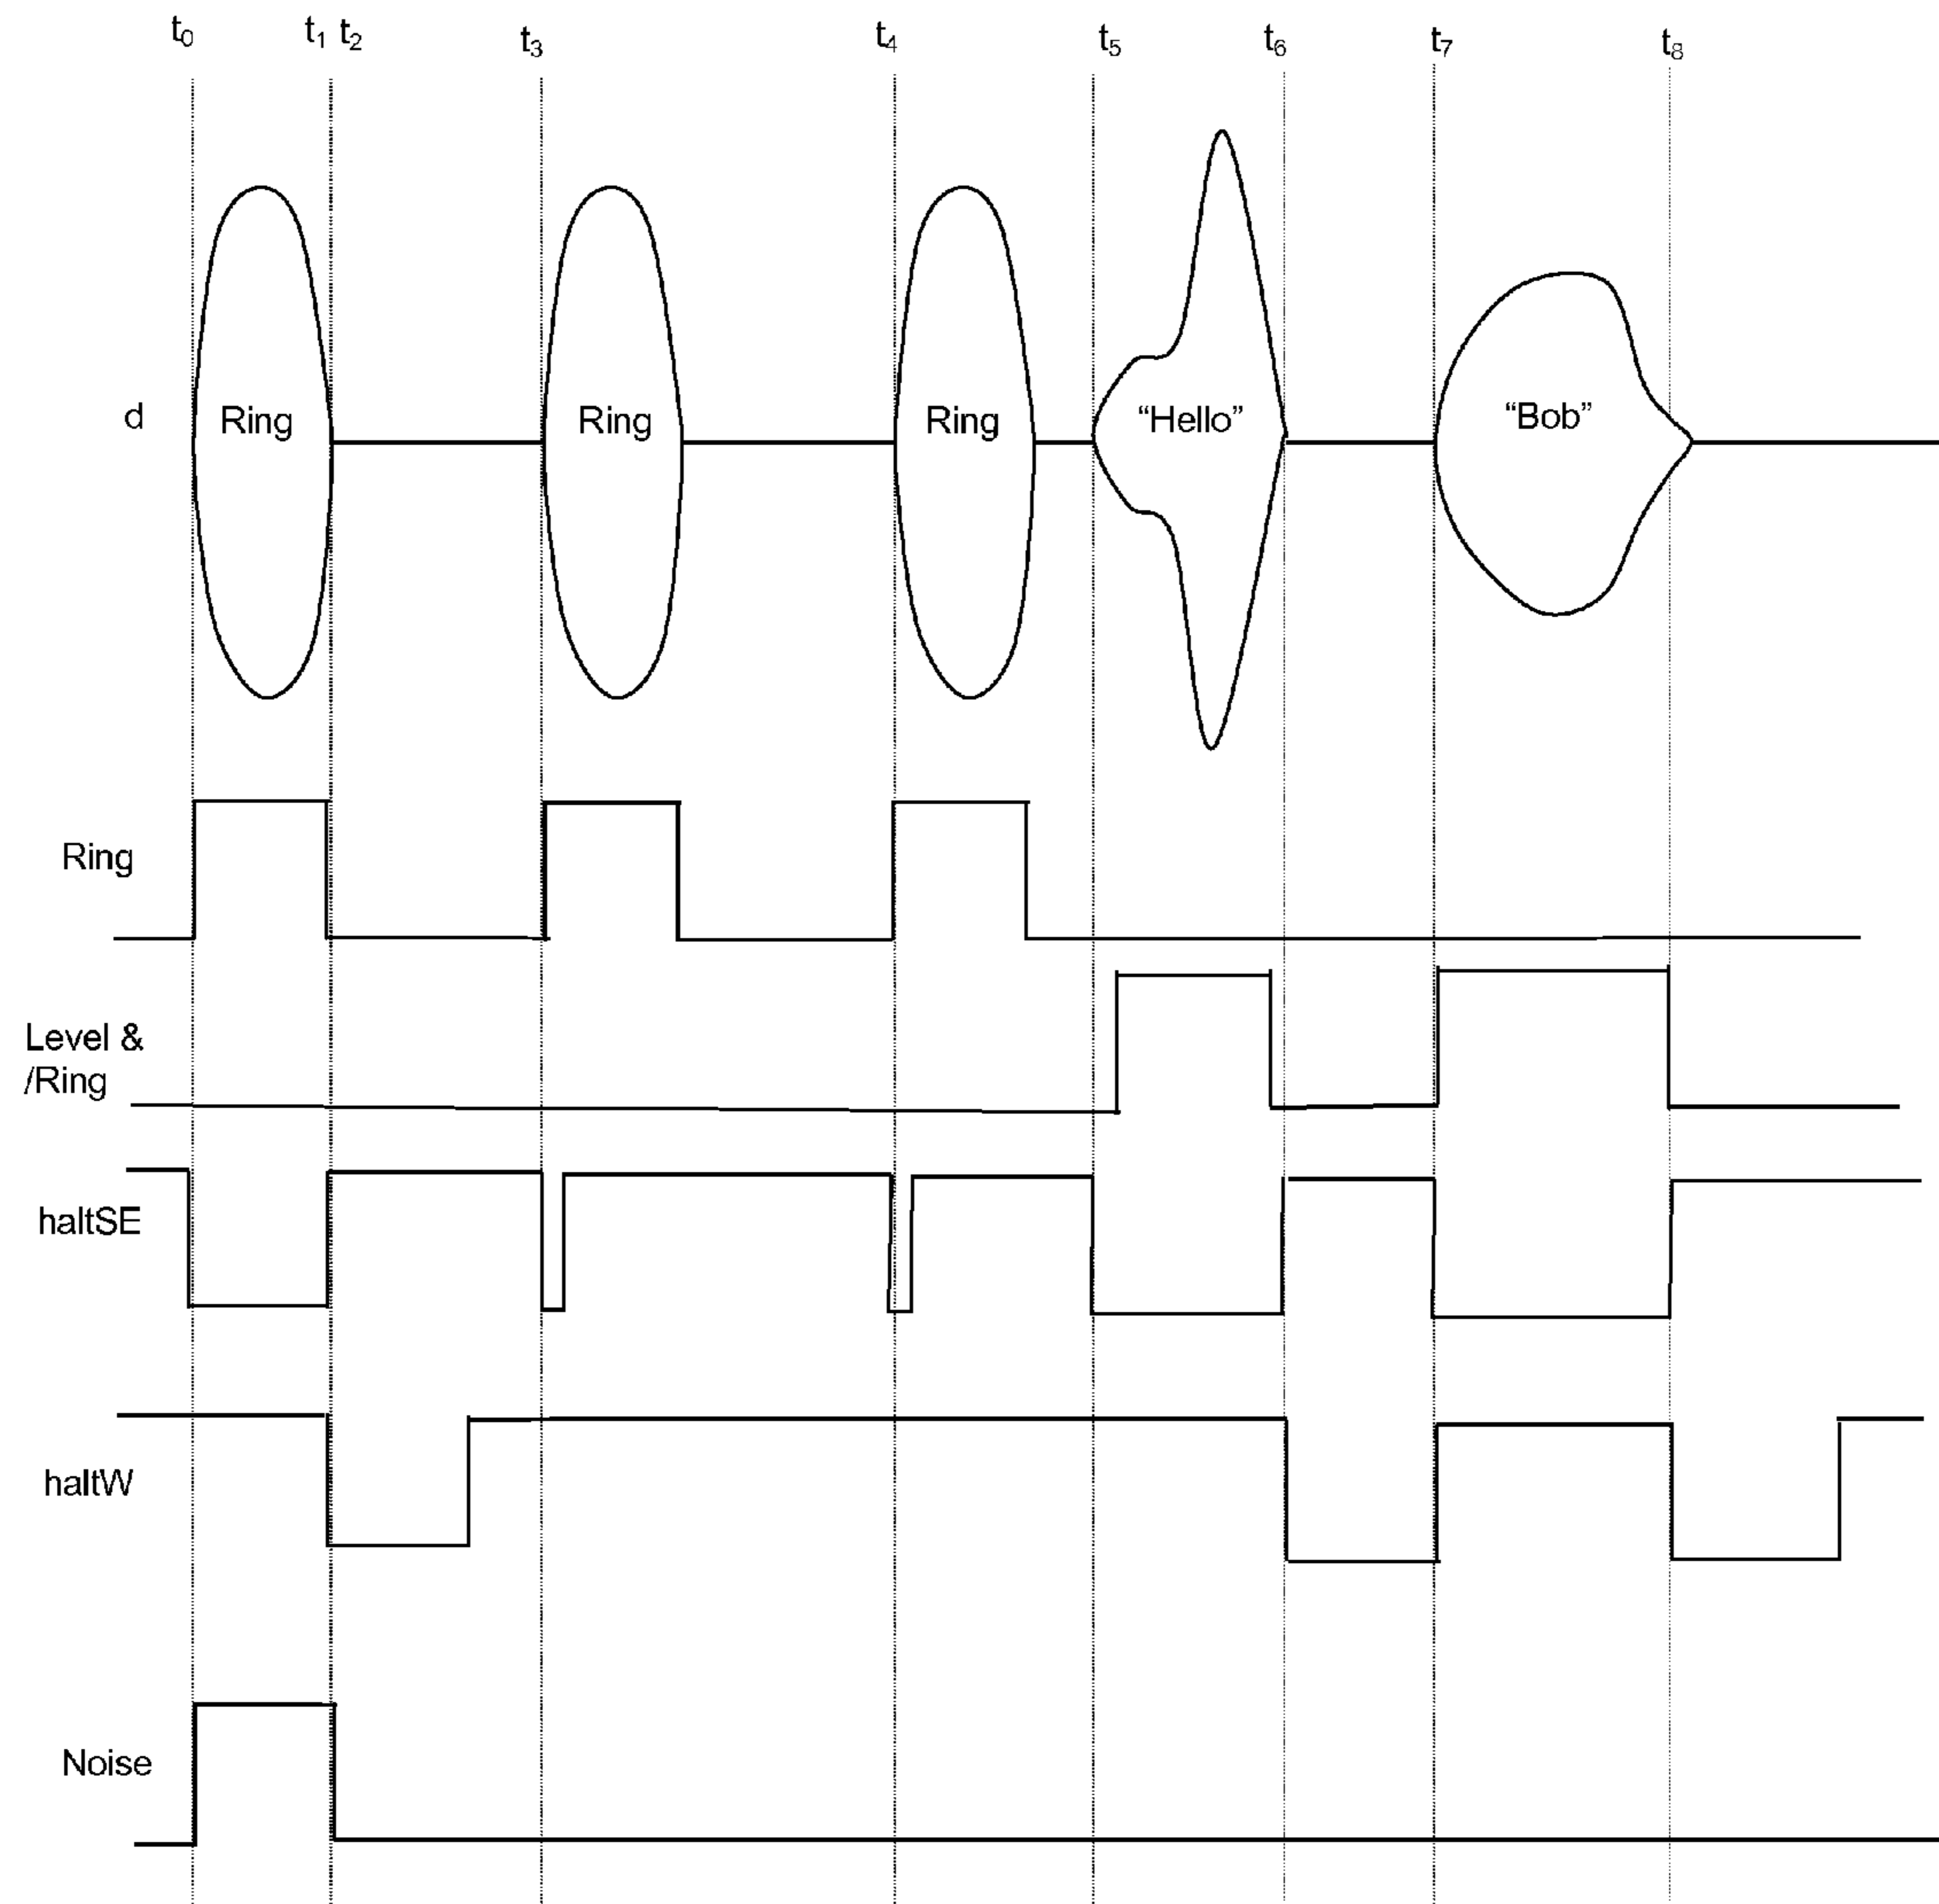 t0 t1 t2 t3 t4 t5 t6 t7 t8
d Ring Ring Ring “Hello” “Bob”
Ring
Level &
/Ring
haltSE
haltW
Noise